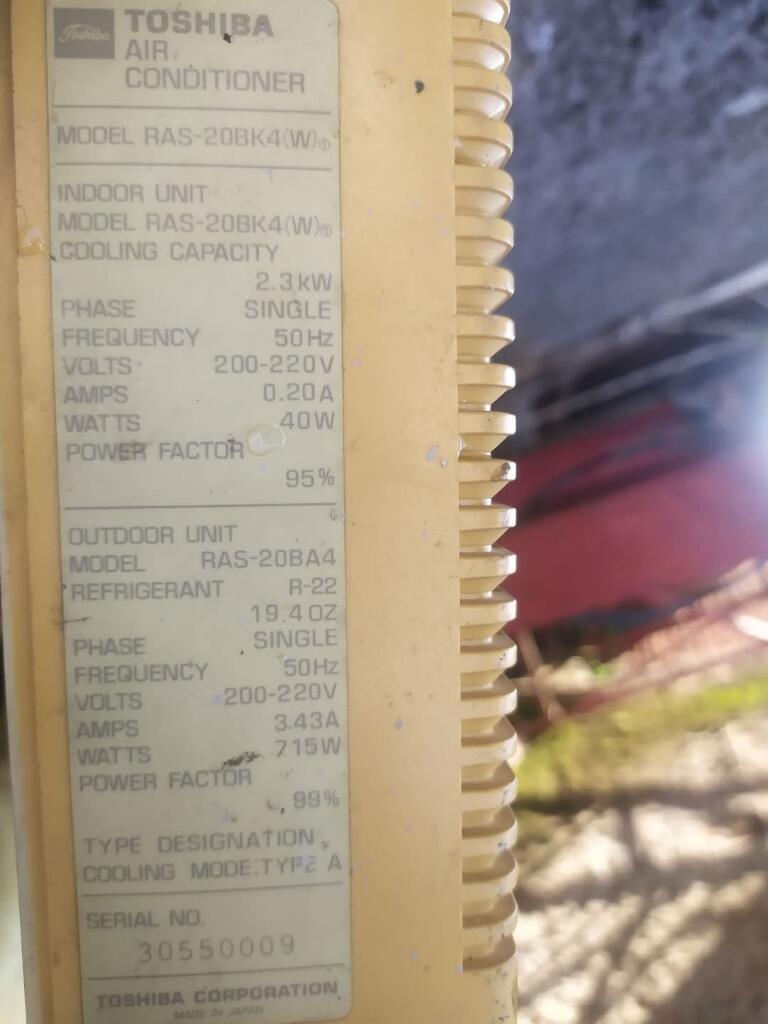 Toshiba
TOSHIBA
AIR
CONDITIONER
MODEL RAS-20BK4(W)①
INDOOR UNIT
MODEL RAS-20BK4(W)①
COOLING CAPACITY
2.3kW
PHASE SINGLE
FREQUENCY 50Hz
VOLTS 200-220V
AMPS 0.20A
WATTS 40W
POWER FACTOR
95%
OUTDOOR UNIT
MODEL RAS-20BA4
REFRIGERANT R-22
19.4OZ
PHASE SINGLE
FREQUENCY 50Hz
VOLTS 200-220V
AMPS 3.43A
WATTS 715W
POWER FACTOR
99%
TYPE DESIGNATION
COOLING MODE:TYPE A
SERIAL NO.
30550009
TOSHIBA CORPORATION
MADE IN JAPAN